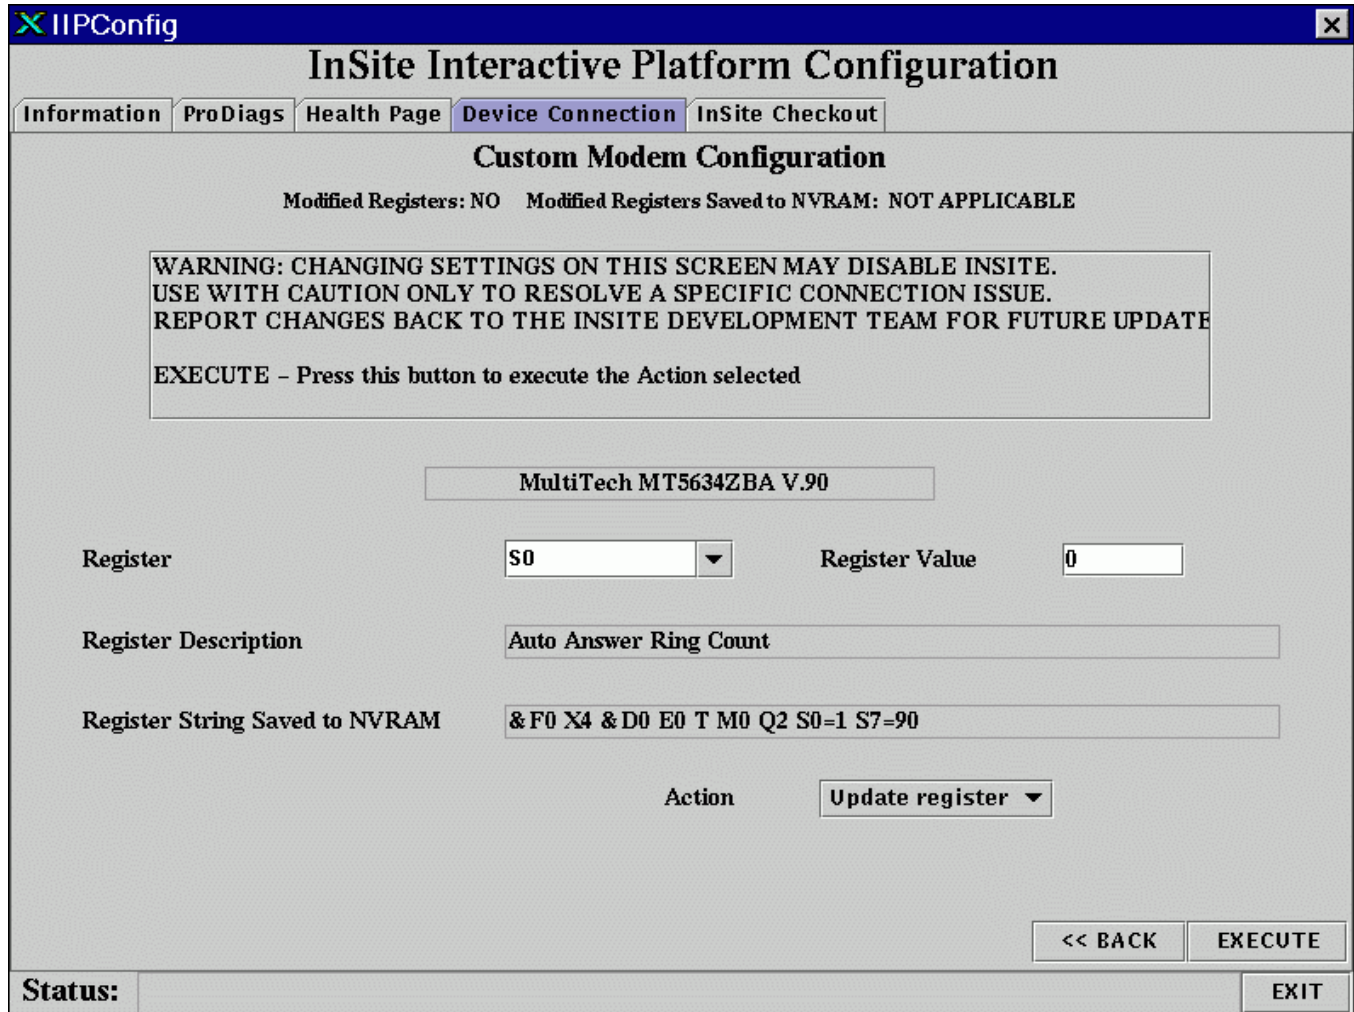 IIPConfig
InSite Interactive Platform Configuration
Information ProDiags Health Page Device Connection InSite Checkout
Custom Modem Configuration
Modified Registers: NO Modified Registers Saved to NVRAM: NOT APPLICABLE
WARNING: CHANGING SETTINGS ON THIS SCREEN MAY DISABLE INSITE.
USE WITH CAUTION ONLY TO RESOLVE A SPECIFIC CONNECTION ISSUE.
REPORT CHANGES BACK TO THE INSITE DEVELOPMENT TEAM FOR FUTURE UPDATE
EXECUTE – Press this button to execute the Action selected
MultiTech MT5634ZBA V.90
Register S0 Register Value 0
Register Description Auto Answer Ring Count
Register String Saved to NVRAM &F0 X4 &D0 E0 T M0 Q2 S0=1 S7=90
Action Update register
<< BACK EXECUTE
Status: EXIT